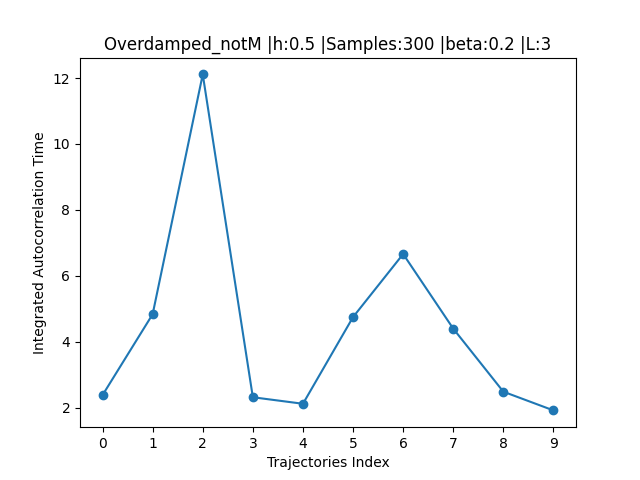 Overdamped_notM |h:0.5 |Samples:300 |beta:0.2 |L:3
Integrated Autocorrelation Time
12
10
8
6
4
2
0 1 2 3 4 5 6 7 8 9
Trajectories Index